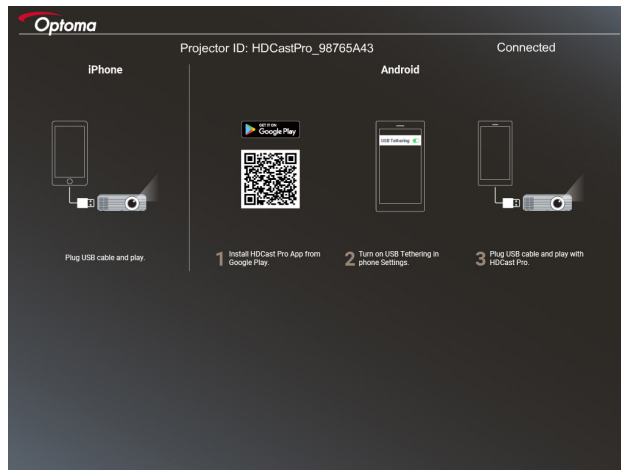 Optoma
Projector ID: HDCastPro_98765A43
Connected
iPhone
Android
GET IT ON
Google Play
USB Tethering
Plug USB cable and play.
1 Install HDCast Pro App from
Google Play.
2 Turn on USB Tethering in
phone Settings.
3 Plug USB cable and play with
HDCast Pro.